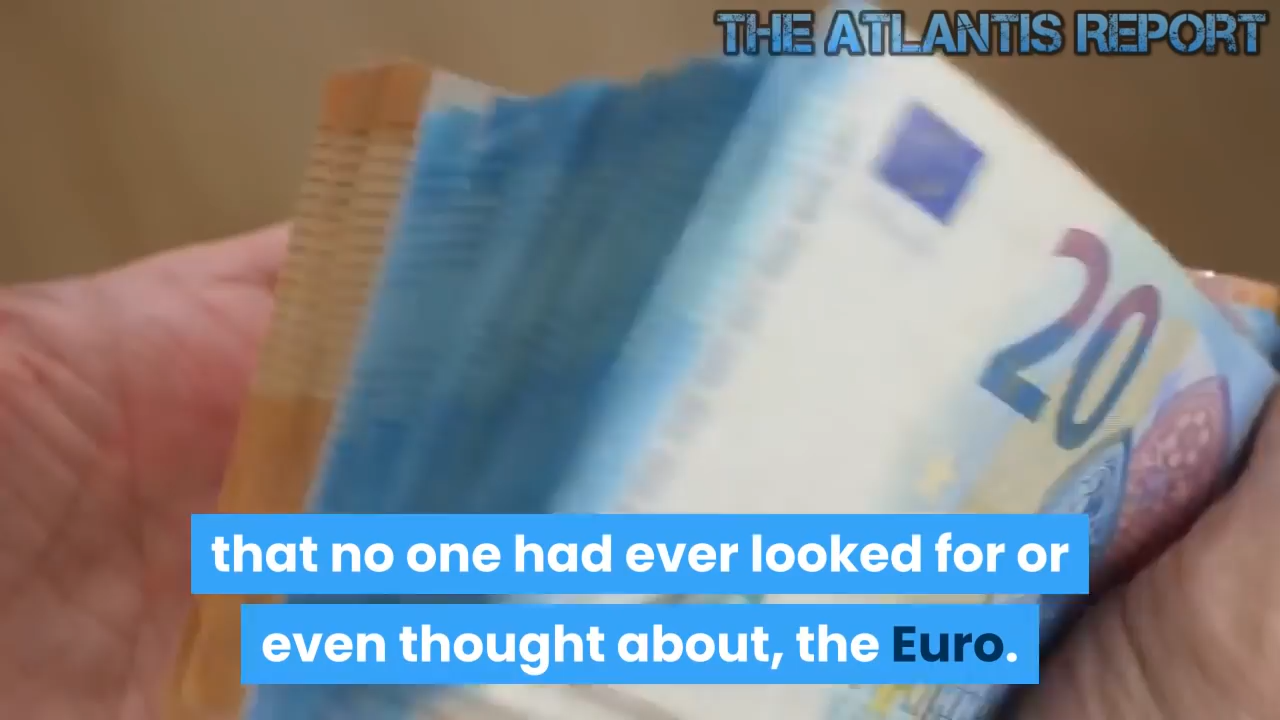 THE ATLANTIS REPORT
20
that no one had ever looked for or
even thought about, the Euro.